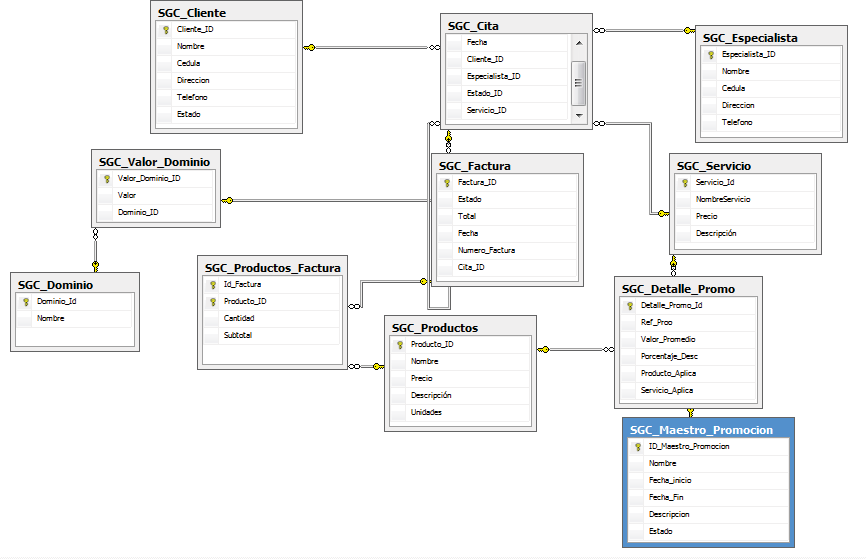 SGC_Cliente
Cliente_ID
Nombre
Cedula
Direccion
Telefono
Estado
SGC_Cita
Fecha
Cliente_ID
Especialista_ID
Estado_ID
Servicio_ID
SGC_Especialista
Especialista_ID
Nombre
Cedula
Direccion
Telefono
SGC_Valor_Dominio
Valor_Dominio_ID
Valor
Dominio_ID
SGC_Factura
Factura_ID
Estado
Total
Fecha
Numero_Factura
Cita_ID
SGC_Servicio
Servicio_Id
NombreServicio
Precio
Descripción
SGC_Dominio
Dominio_Id
Nombre
SGC_Productos_Factura
Id_Factura
Producto_ID
Cantidad
Subtotal
SGC_Productos
Producto_ID
Nombre
Precio
Descripción
Unidades
SGC_Detalle_Promo
Detalle_Promo_Id
Ref_Proo
Valor_Promedio
Porcentaje_Desc
Producto_Aplica
Servicio_Aplica
SGC_Maestro_Promocion
ID_Maestro_Promocion
Nombre
Fecha_inicio
Fecha_Fin
Descripcion
Estado